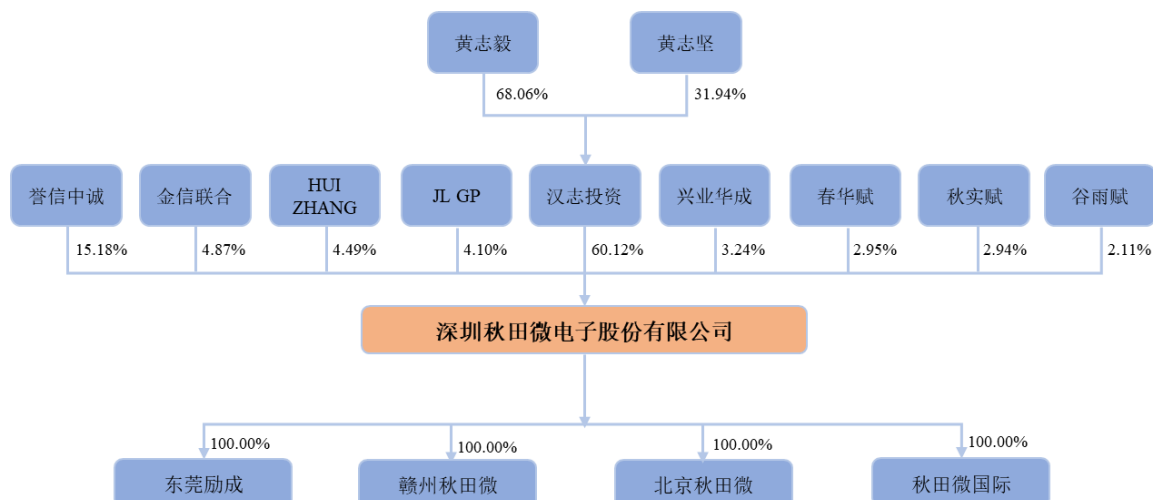 黄志毅
黄志坚
68.06%
31.94%
誉信中诚
金信联合
HUI
ZHANG
JL GP
汉志投资
兴业华成
春华赋
秋实赋
谷雨赋
15.18%
4.87%
4.49%
4.10%
60.12%
3.24%
2.95%
2.94%
2.11%
深圳秋田微电子股份有限公司
100.00%
100.00%
100.00%
100.00%
东莞励成
赣州秋田微
北京秋田微
秋田微国际